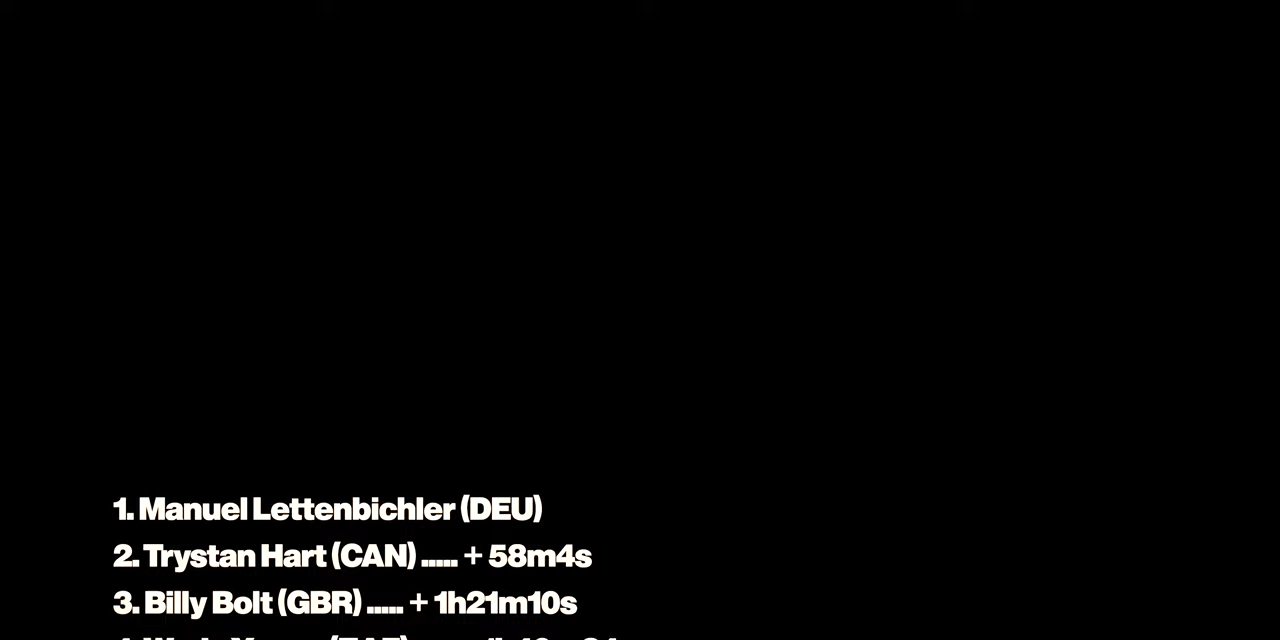 1. Manuel Lettenbichler (DEU)
2. Trystan Hart (CAN) ..... + 58m4s
3. Billy Bolt (GBR) ..... + 1h21m10s